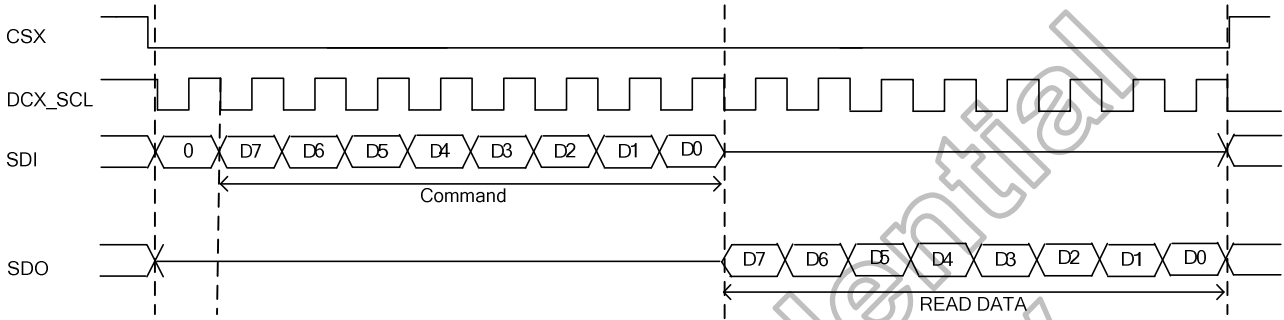 CSX
DCX_SCL
SDI 0 D7 D6 D5 D4 D3 D2 D1 D0
Command
SDO D7 D6 D5 D4 D3 D2 D1 D0
READ DATA